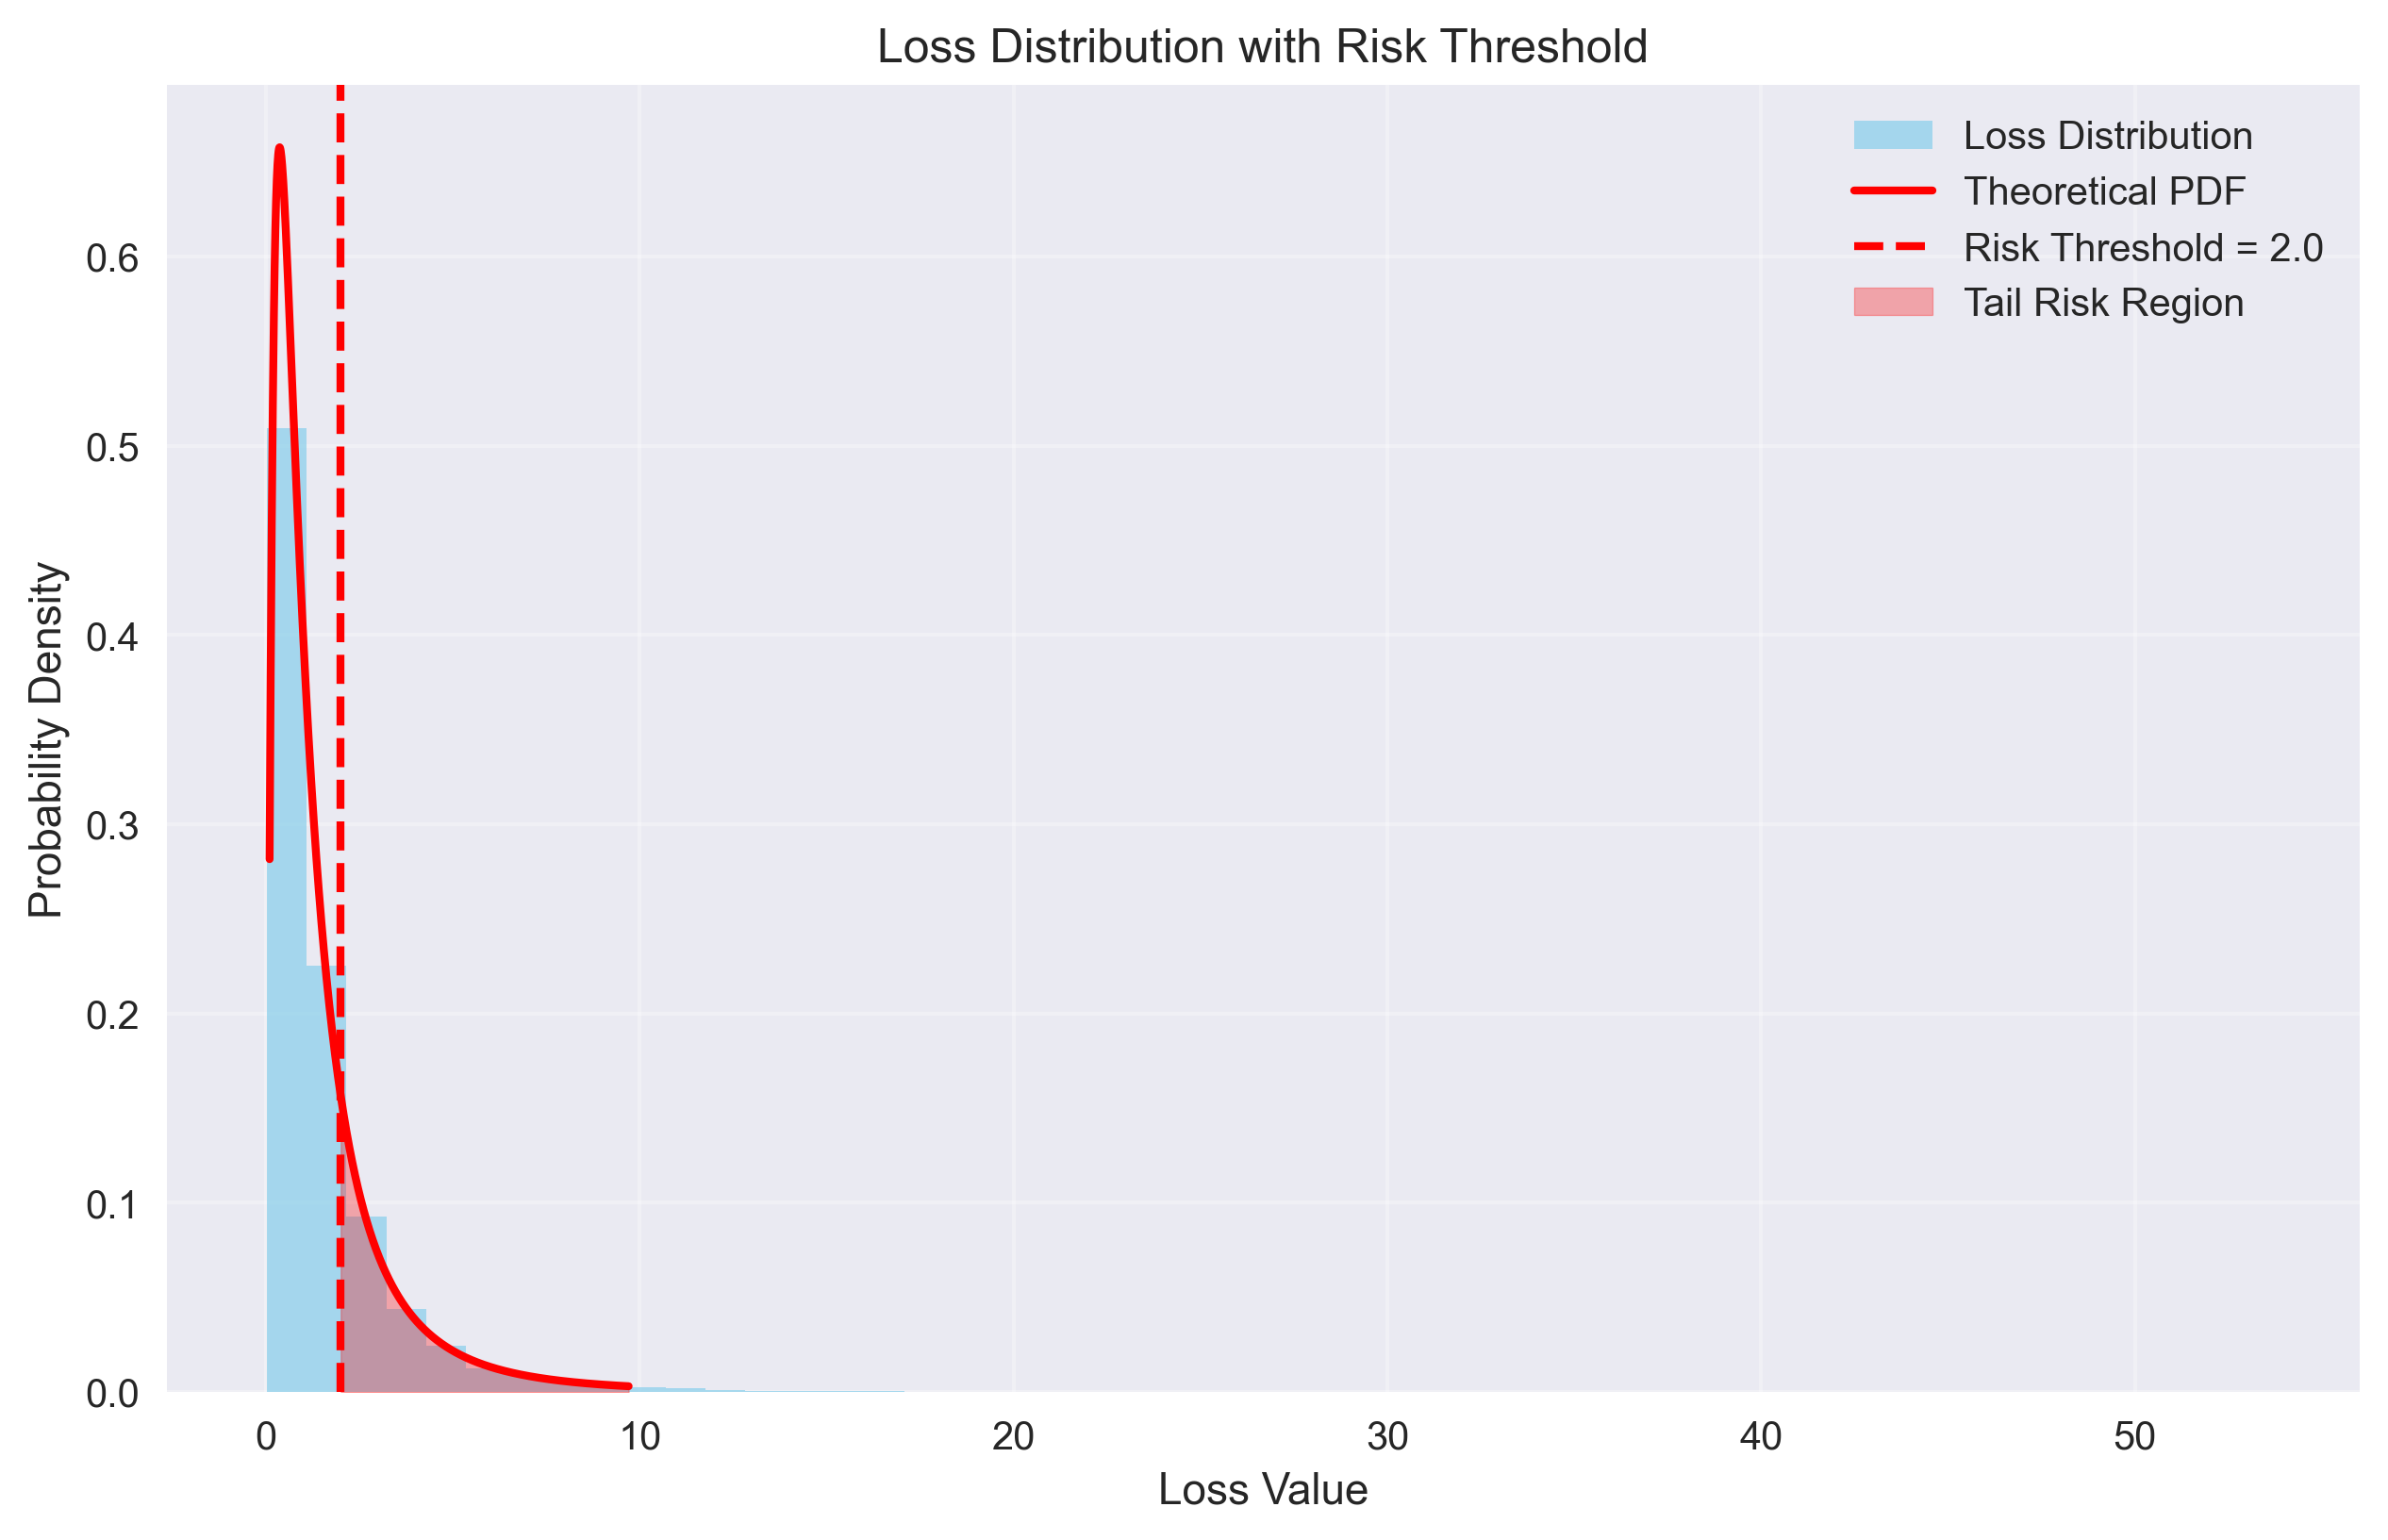 Loss Distribution with Risk Threshold
Loss Distribution
Theoretical PDF
Risk Threshold = 2.0
Tail Risk Region
Probability Density
0.6
0.5
0.4
0.3
0.2
0.1
0.0
0 10 20 30 40 50
Loss Value